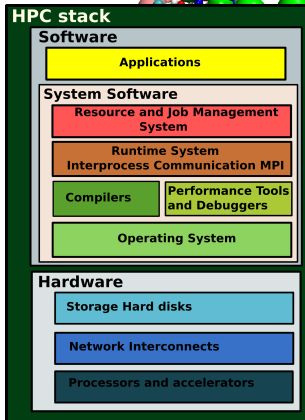 HPC stack
Software
Applications
System Software
Resource and Job Management
System
Runtime System
Interprocess Communication MPI
Compilers
Performance Tools
and Debuggers
Operating System
Hardware
Storage Hard disks
Network Interconnects
Processors and accelerators